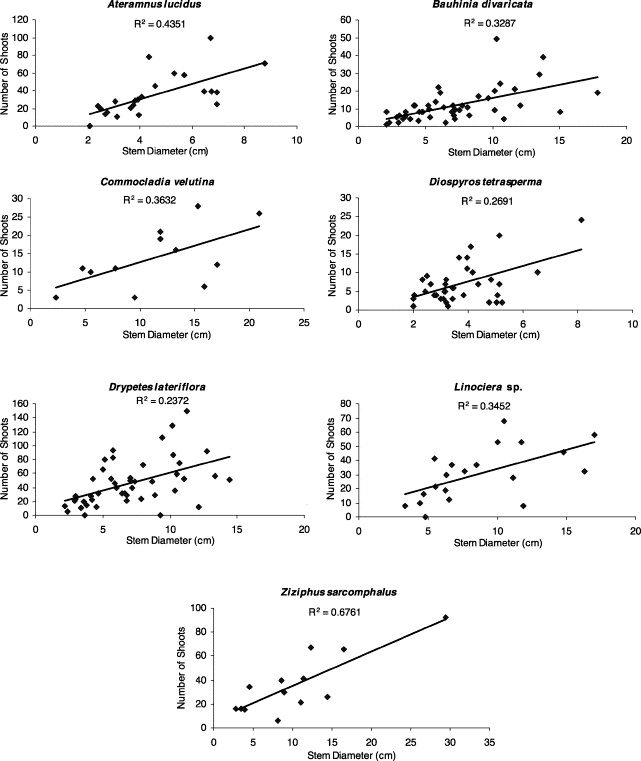 Ateramnus lucidus
R² = 0.4351
120
100
80
60
40
20
0
Number of Shoots
0 2 4 6 8 10
Stem Diameter (cm)
Bauhinia divaricata
R² = 0.3287
60
50
40
30
20
10
0
Number of Shoots
0 5 10 15 20
Stem Diameter (cm)
Commocladia velutina
R² = 0.3632
30
25
20
15
10
5
0
Number of Shoots
0 5 10 15 20 25
Stem Diameter (cm)
Diospyros tetrasperma
R² = 0.2691
30
25
20
15
10
5
0
Number of Shoots
0 2 4 6 8 10
Stem Diameter (cm)
Drypetes lateriflora
R² = 0.2372
160
140
120
100
80
60
40
20
0
Number of Shoots
0 5 10 15 20
Stem Diameter (cm)
Linociera sp.
R² = 0.3452
80
70
60
50
40
30
20
10
0
Number of Shoots
0 5 10 15 20
Stem Diameter (cm)
Ziziphus sarcomphalus
R² = 0.6761
100
80
60
40
20
0
Number of Shoots
0 5 10 15 20 25 30 35
Stem Diameter (cm)